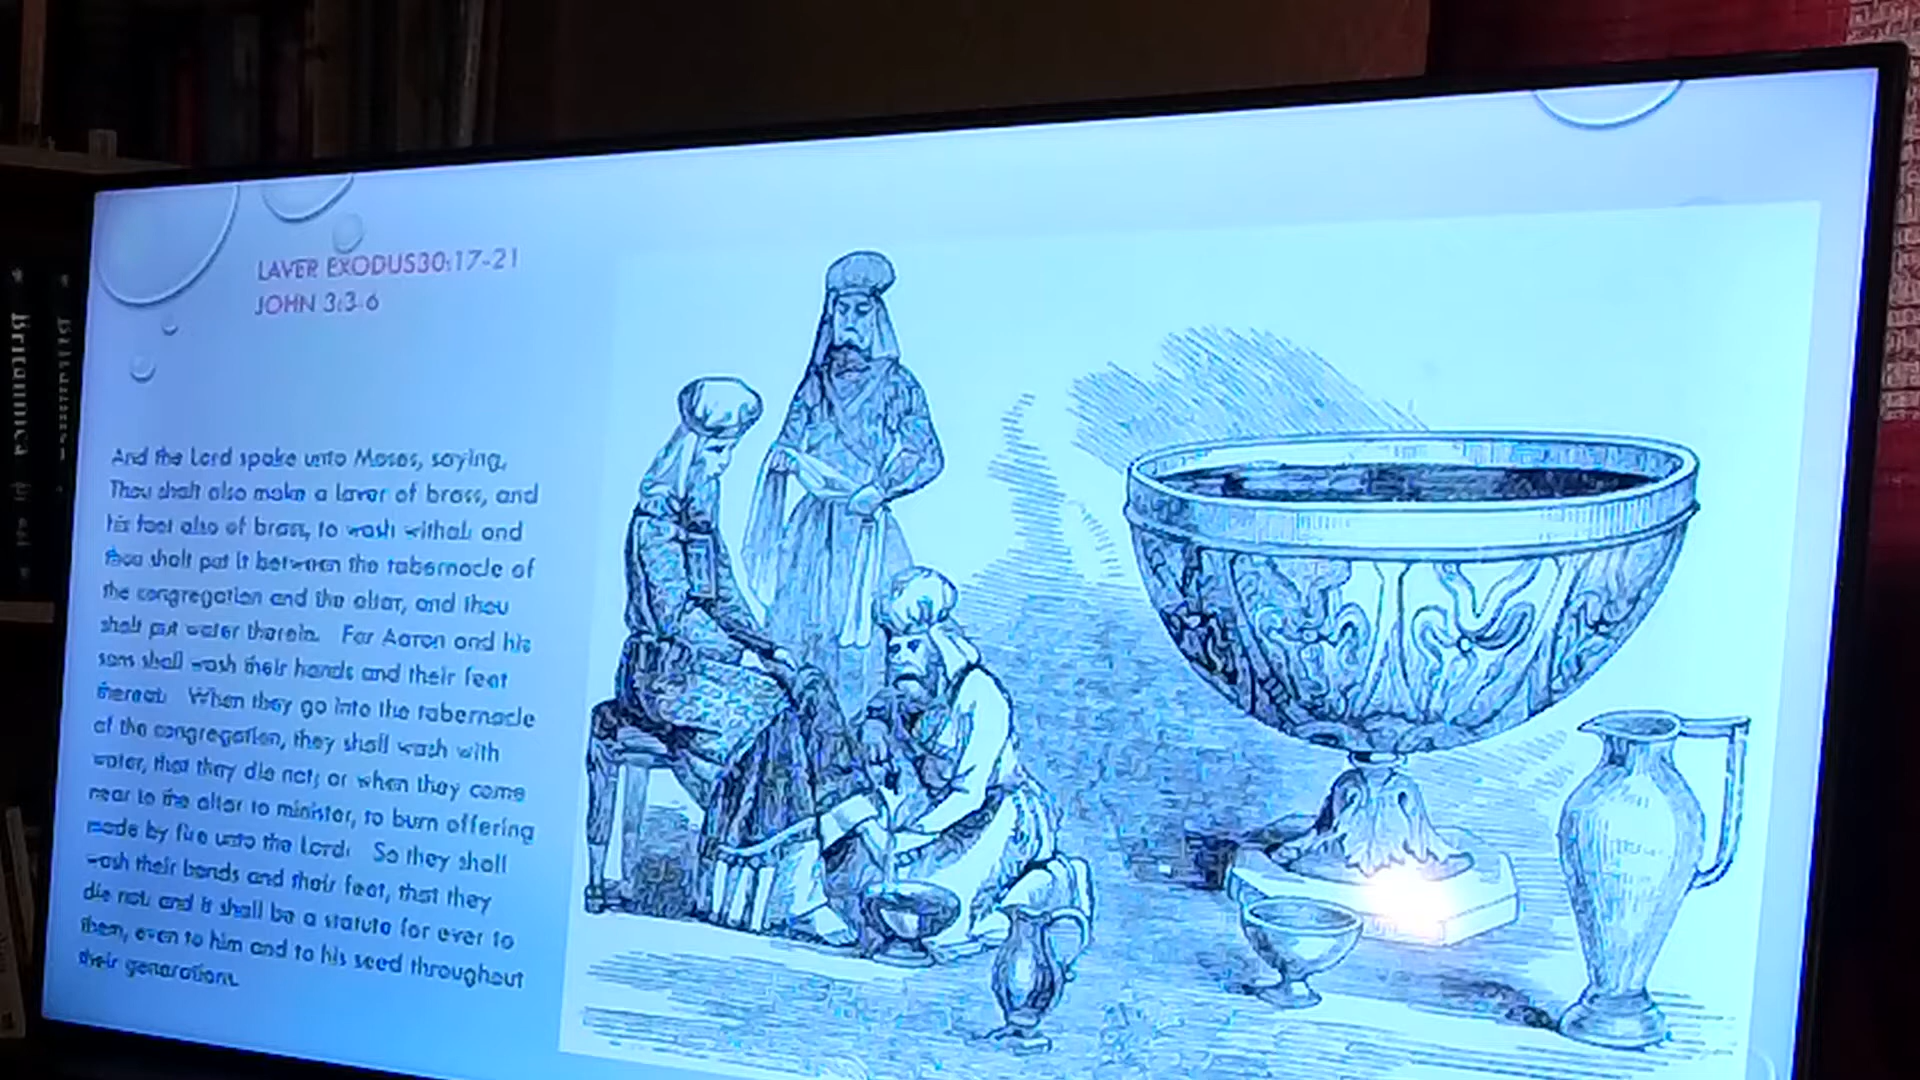 LAVER EXODUS30:17-21
JOHN 3:3-6
And the Lord spoke unto Moses, saying,
Thou shalt also make a laver of brass, and
his foot also of brass, to wash withal: and
thou shalt put it between the tabernacle of
the congregation and the altar, and thou
shalt put water therein. For Aaron and his
sons shall wash their hands and their feet
thereat: When they go into the tabernacle
of the congregation, they shall wash with
water, that they die not; or when they come
near to the altar to minister, to burn offering
made by fire unto the Lord: So they shall
wash their hands and their feet, that they
die not: and it shall be a statute for ever to
them, even to him and to his seed throughout
their generations.
Britannica